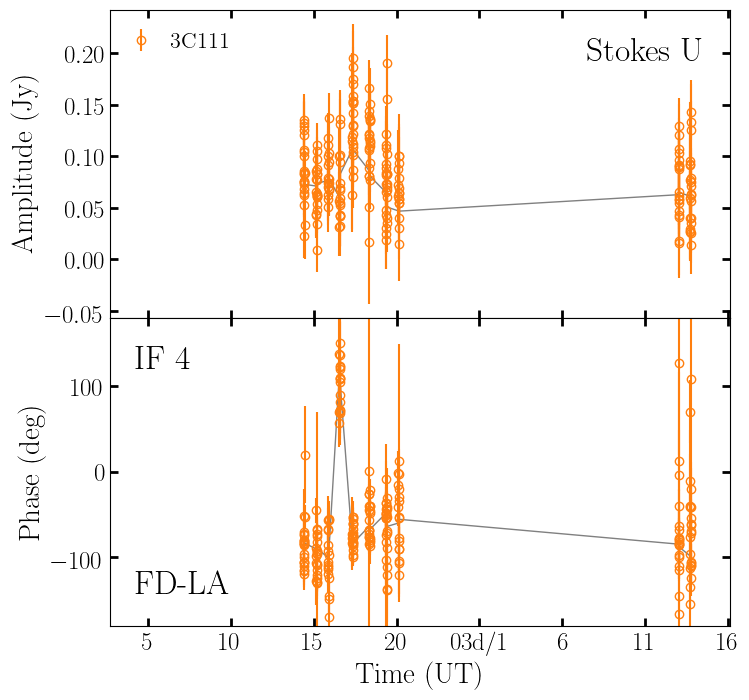 3C111
Stokes U
Amplitude (Jy)
0.20
0.15
0.10
0.05
0.00
−0.05
IF 4
FD-LA
Phase (deg)
100
0
−100
5 10 15 20 03d/1 6 11 16
Time (UT)